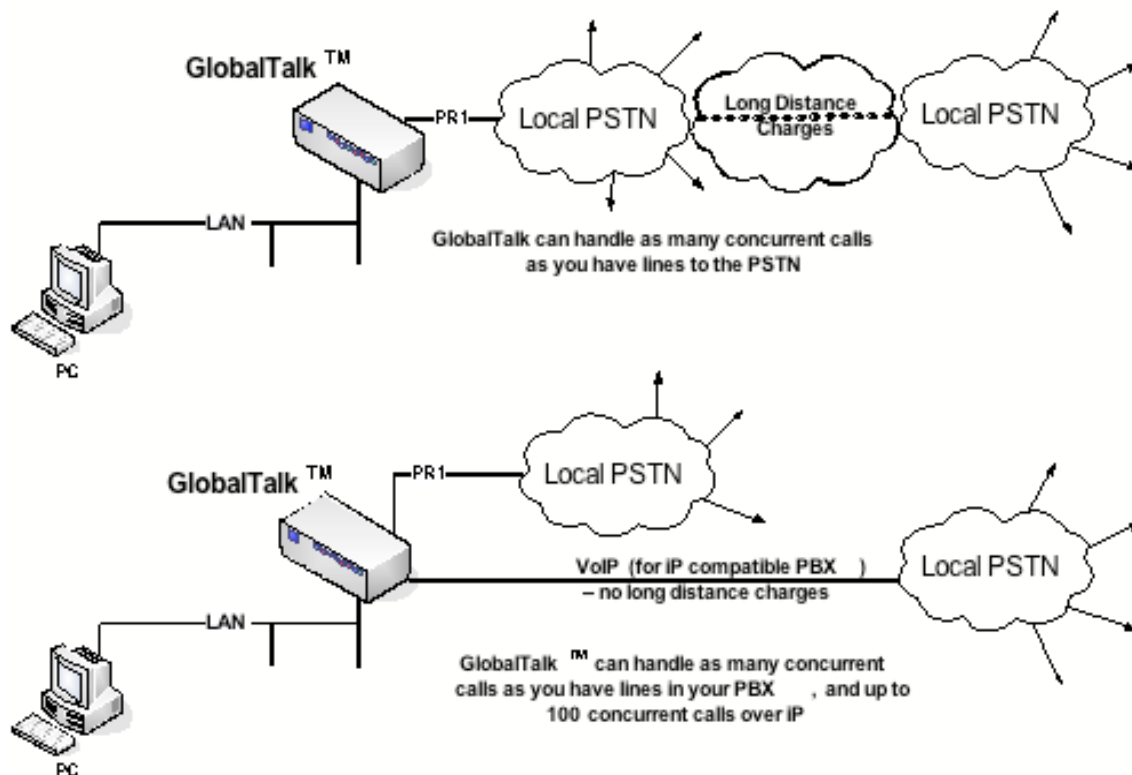 GlobalTalk ™
PR1
Local PSTN
Long Distance
Charges
Local PSTN
LAN
GlobalTalk can handle as many concurrent calls
as you have lines to the PSTN
PC
GlobalTalk ™
PR1
Local PSTN
VoIP (for iP compatible PBX )
– no long distance charges
Local PSTN
LAN
GlobalTalk ™ can handle as many concurrent
calls as you have lines in your PBX , and up to
100 concurrent calls over iP
PC